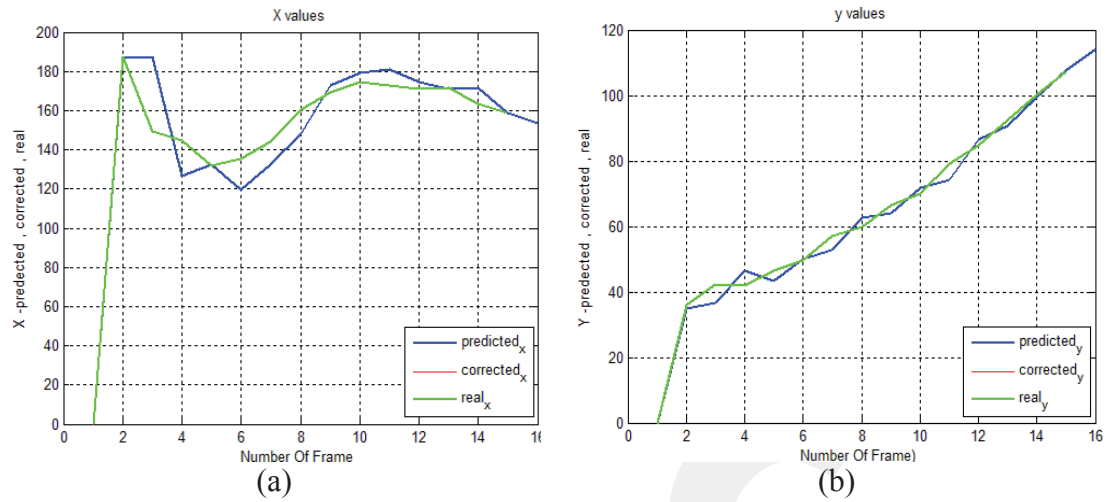 X values
X -predected , corrected , real
200
180
160
140
120
100
80
60
40
20
0
0 2 4 6 8 10 12 14 16
Number Of Frame
predicted x
corrected x
real x
(a)
y values
Y -predected , corrected , real
120
100
80
60
40
20
0
0 2 4 6 8 10 12 14 16
Number Of Frame)
predicted y
corrected y
real y
(b)